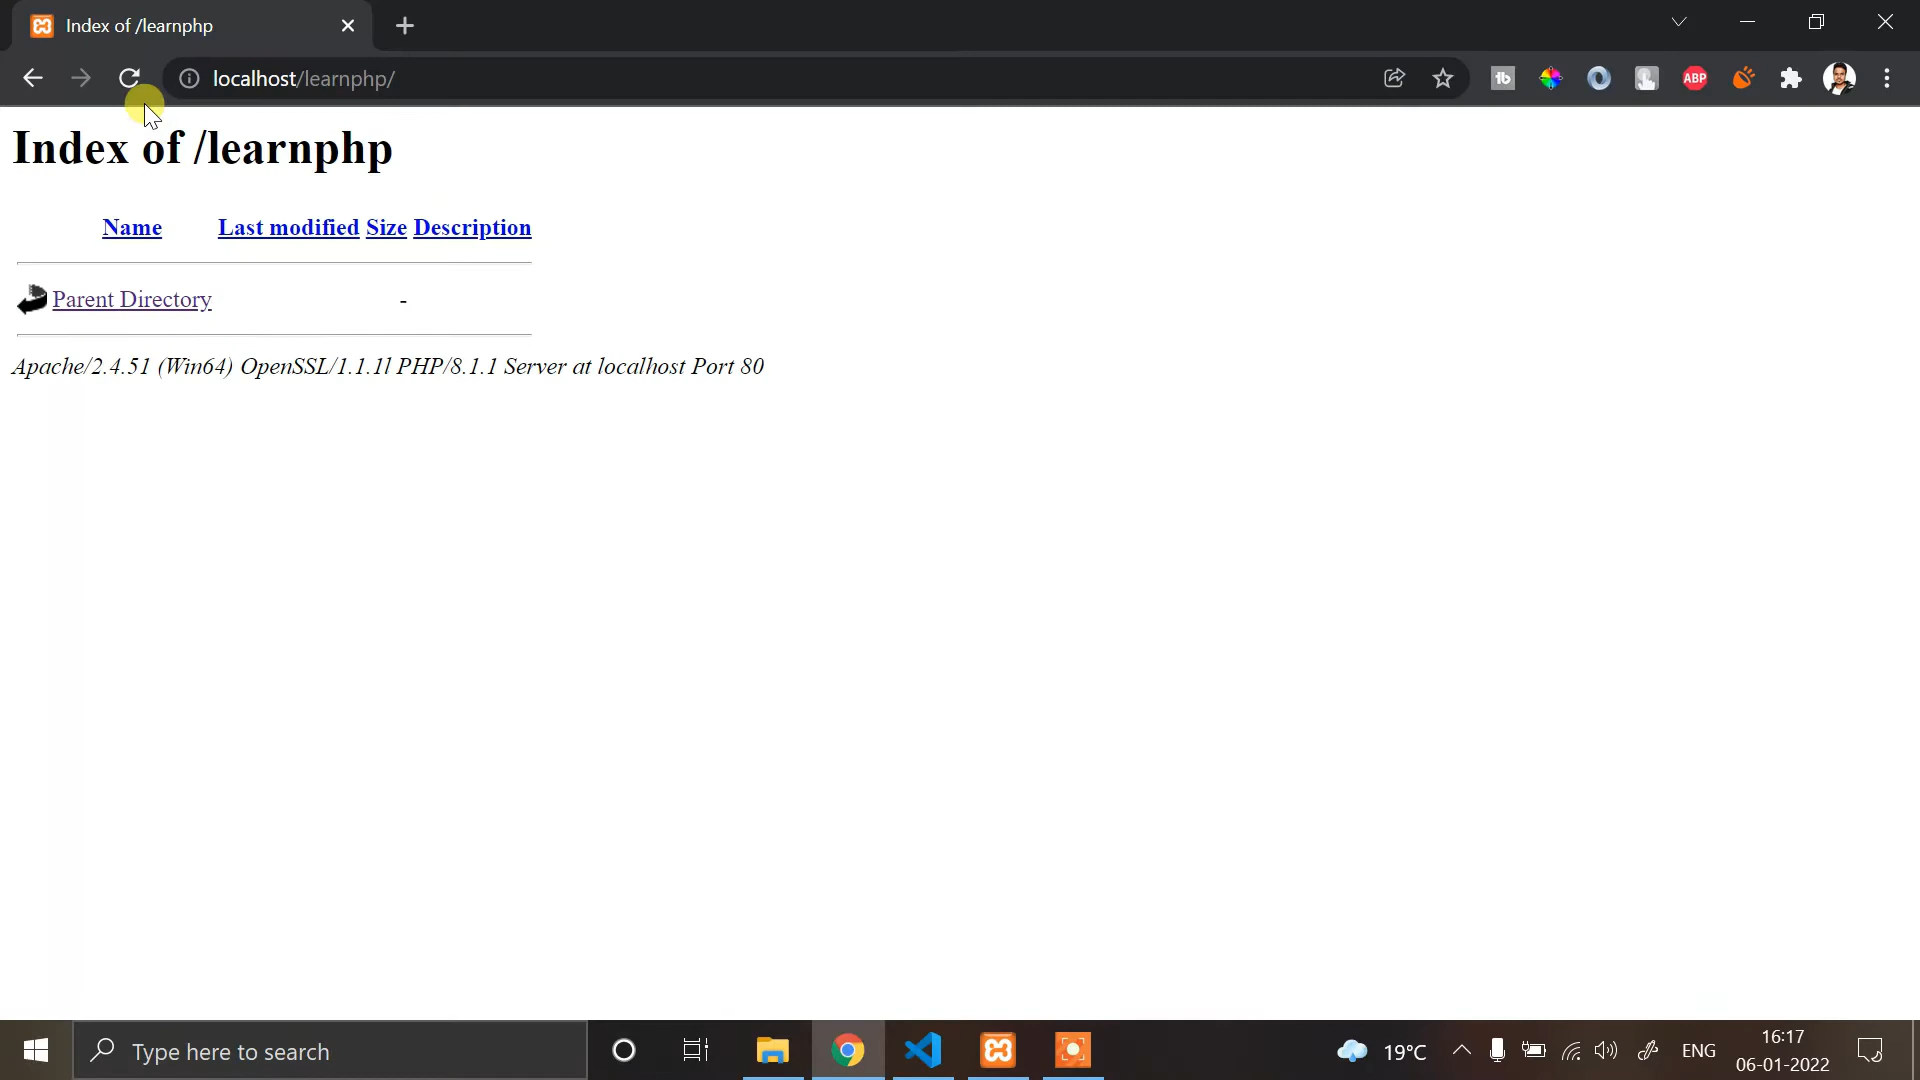 Index of /learnphp
localhost/learnphp/
tb
ABP
Index of /learnphp
Name Last modified Size Description
Parent Directory -
Apache/2.4.51 (Win64) OpenSSL/1.1.1l PHP/8.1.1 Server at localhost Port 80
Type here to search
19°C
ENG
16:17
06-01-2022